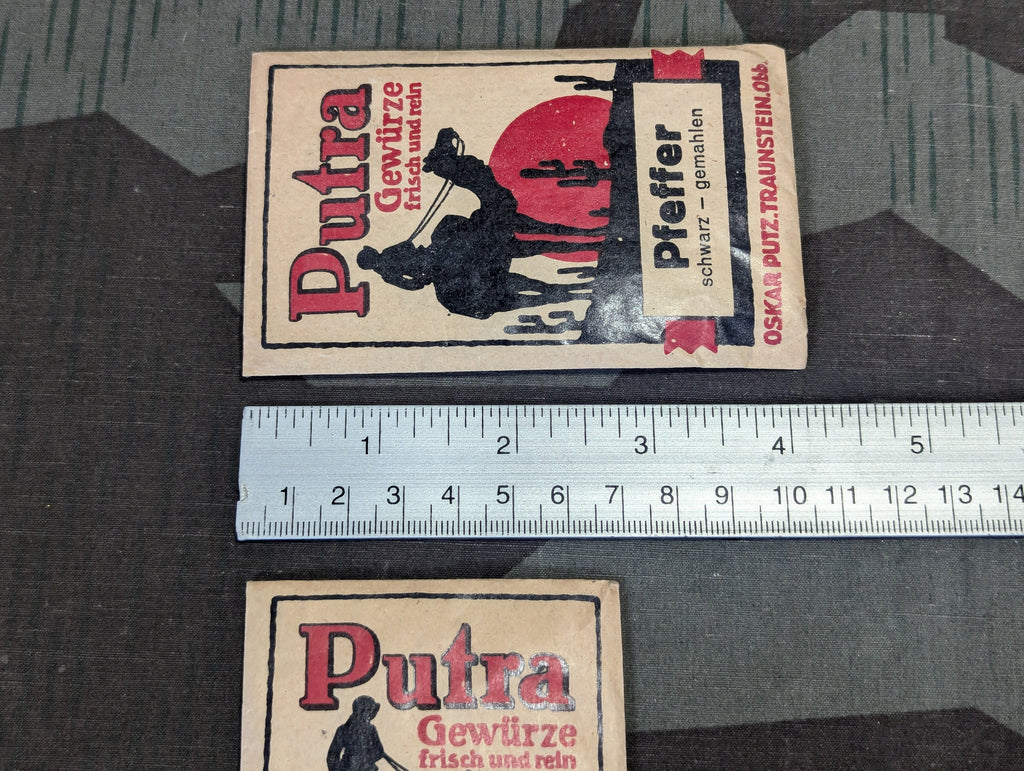 Putra
Gewürze
frisch und rein
Pfeffer
schwarz - gemahlen
OSKAR PUTZ.TRAUNSTEIN.Obb.
1 2 3 4 5
1 2 3 4 5 6 7 8 9 10 11 12 13 14
Putra
Gewürze
frisch und rein